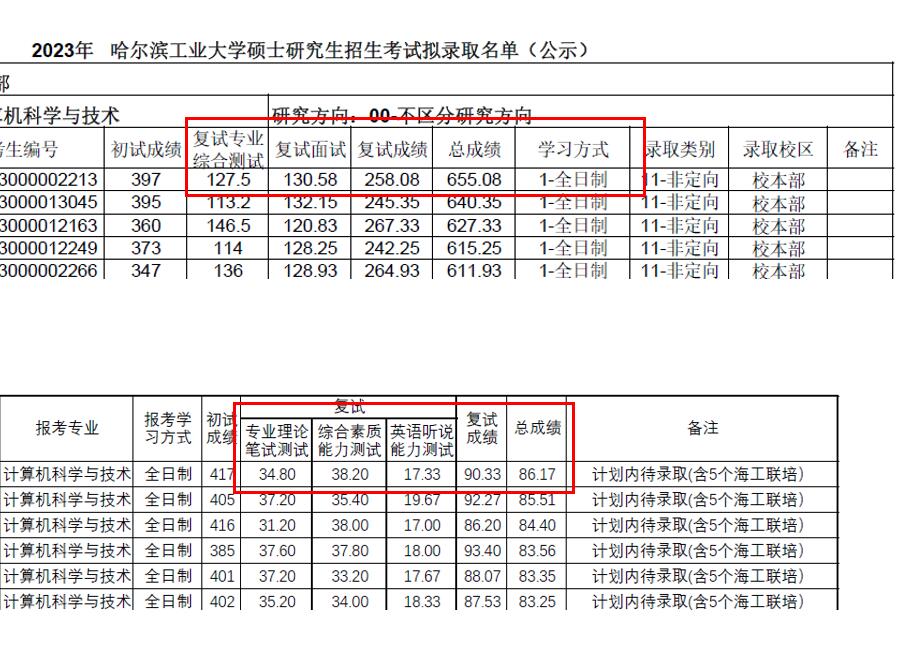 2023年 哈尔滨工业大学硕士研究生招生考试拟录取名单（公示）
部
机科学与技术 研究方向：00-不区分研究方向
考生编号 初试成绩 复试专业综合测试 复试面试 复试成绩 总成绩 学习方式 录取类别 录取校区 备注
3000002213 397 127.5 130.58 258.08 655.08 1-全日制 11-非定向 校本部
3000013045 395 113.2 132.15 245.35 640.35 1-全日制 11-非定向 校本部
3000012163 360 146.5 120.83 267.33 627.33 1-全日制 11-非定向 校本部
3000012249 373 114 128.25 242.25 615.25 1-全日制 11-非定向 校本部
3000002266 347 136 128.93 264.93 611.93 1-全日制 11-非定向 校本部
复试
报考专业 报考学习方式 初试成绩 专业理论笔试测试 综合素质能力测试 英语听说能力测试 复试成绩 总成绩 备注
计算机科学与技术 全日制 417 34.80 38.20 17.33 90.33 86.17 计划内待录取(含5个海工联培)
计算机科学与技术 全日制 405 37.20 35.40 19.67 92.27 85.51 计划内待录取(含5个海工联培)
计算机科学与技术 全日制 416 31.20 38.00 17.00 86.20 84.40 计划内待录取(含5个海工联培)
计算机科学与技术 全日制 385 37.60 37.80 18.00 93.40 83.56 计划内待录取(含5个海工联培)
计算机科学与技术 全日制 401 37.20 33.20 17.67 88.07 83.35 计划内待录取(含5个海工联培)
计算机科学与技术 全日制 402 35.20 34.00 18.33 87.53 83.25 计划内待录取(含5个海工联培)